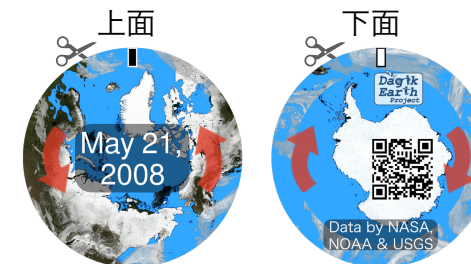 上面
下面
May 21,
2008
Dagik
Earth
Project
Data by NASA,
NOAA & USGS